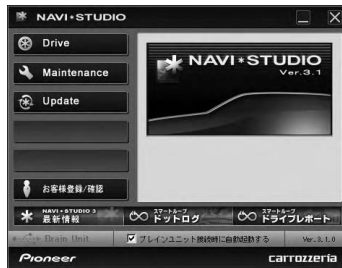 NAVI*STUDIO
Drive
Maintenance
Update
お客様登録/確認
NAVI*STUDIO
Ver.3.1
NAVI*STUDIO 3
最新情報
スマートループ
ドットログ
スマートループ
ドライブレポート
Brain Unit
ブレインユニット接続時に自動起動する
Ver. 3.1.0
Pioneer
carrozzeria